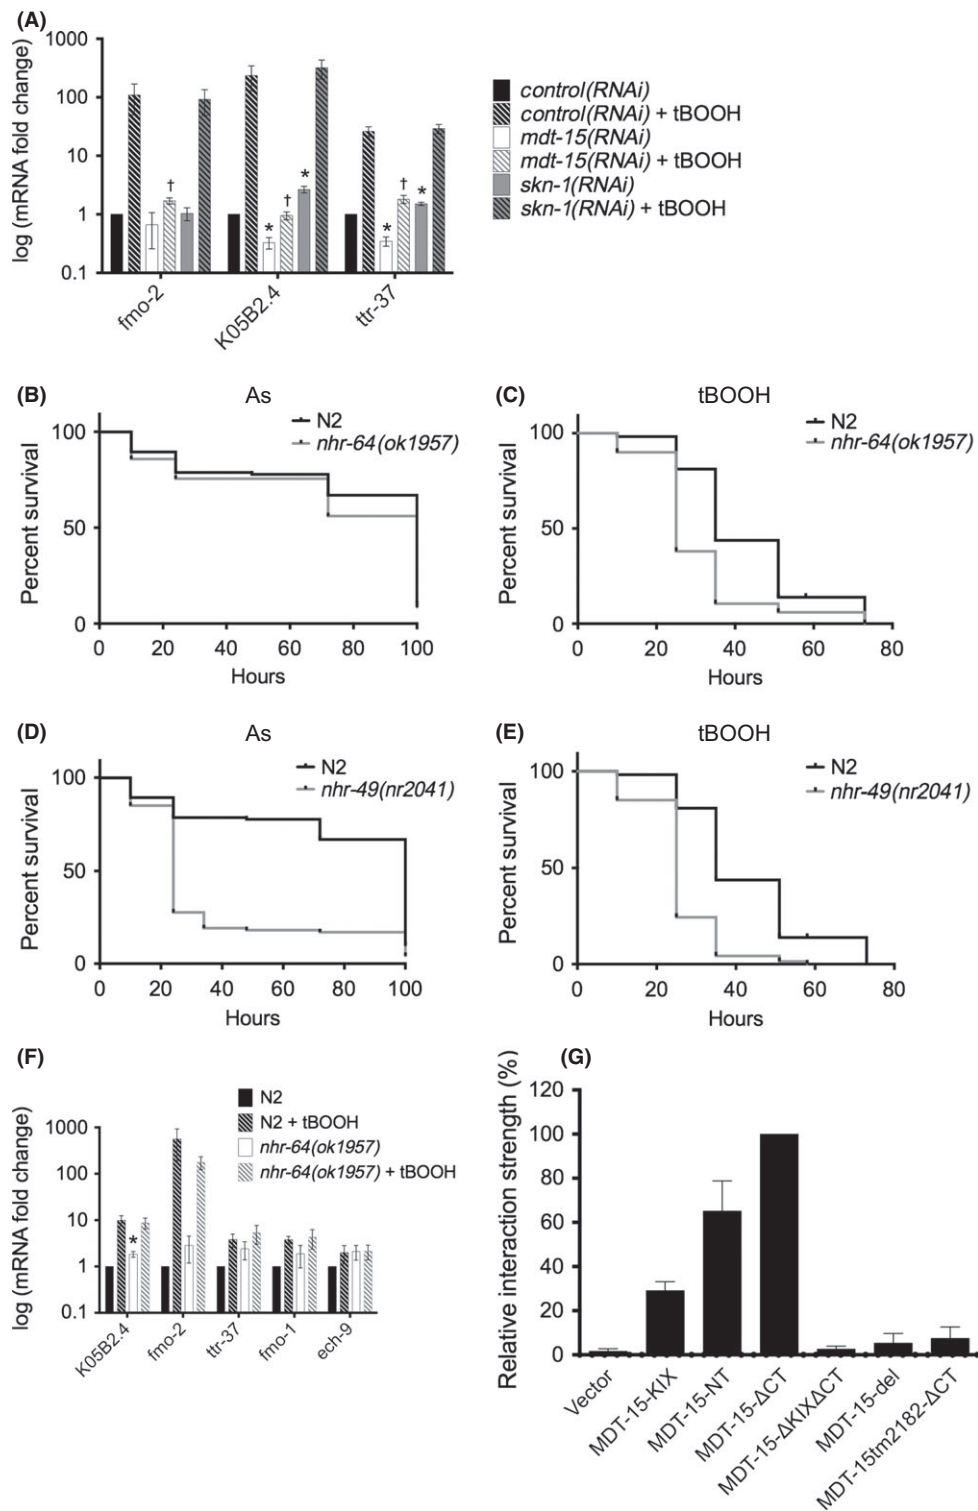 (A)
log (mRNA fold change)
1000
100
10
1
0.1
† * † * * † *
fmo-2
K05B2.4
ttr-37
control(RNAi)
control(RNAi) + tBOOH
mdt-15(RNAi)
mdt-15(RNAi) + tBOOH
skn-1(RNAi)
skn-1(RNAi) + tBOOH
(B)
As
Percent survival
100
50
0
0 20 40 60 80 100
Hours
N2
nhr-64(ok1957)
(C)
tBOOH
Percent survival
100
50
0
0 20 40 60 80
Hours
N2
nhr-64(ok1957)
(D)
As
Percent survival
100
50
0
0 20 40 60 80 100
Hours
N2
nhr-49(nr2041)
(E)
tBOOH
Percent survival
100
50
0
0 20 40 60 80
Hours
N2
nhr-49(nr2041)
(F)
log (mRNA fold change)
1000
100
10
1
0.1
*
K05B2.4
fmo-2
ttr-37
fmo-1
ech-9
N2
N2 + tBOOH
nhr-64(ok1957)
nhr-64(ok1957) + tBOOH
(G)
Relative interaction strength (%)
120
100
80
60
40
20
0
Vector
MDT-15-KIX
MDT-15-NT
MDT-15-ΔCT
MDT-15-ΔKIXΔCT
MDT-15-del
MDT-15tm2182-ΔCT